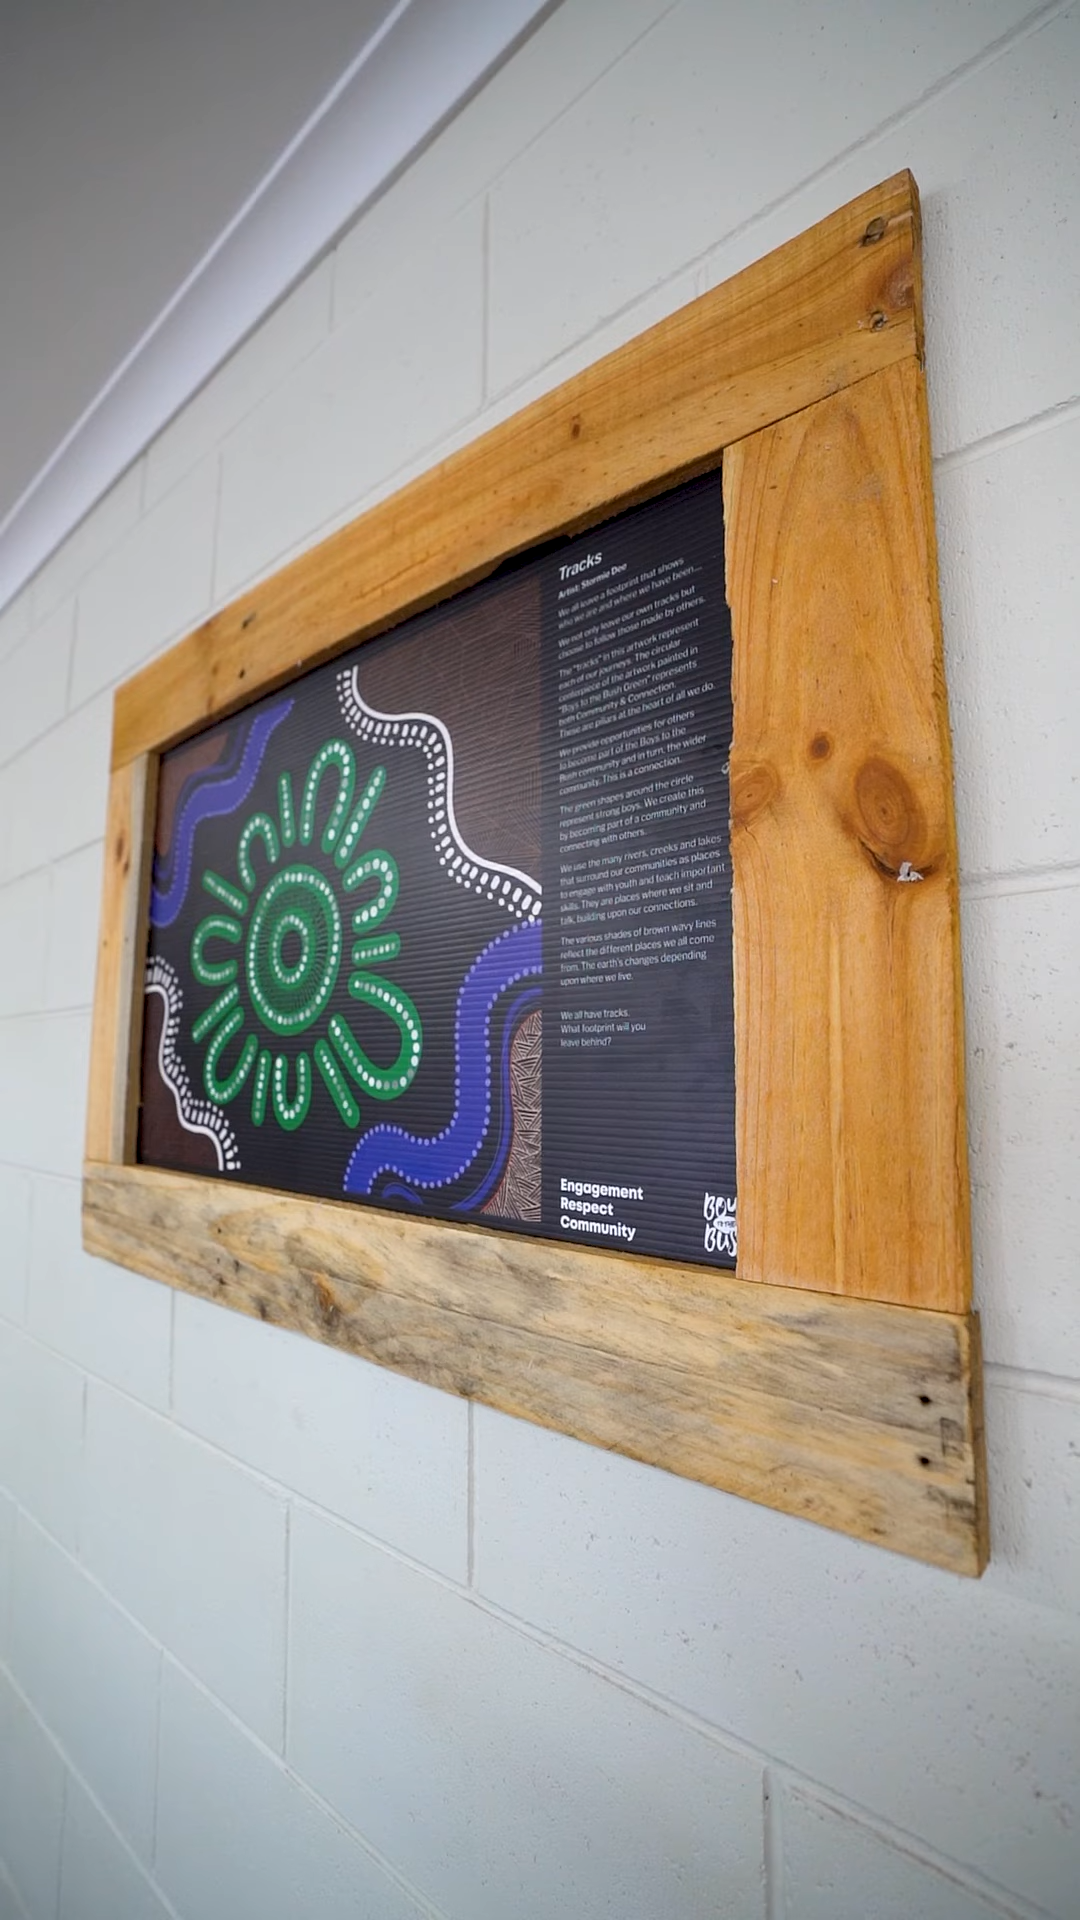 Tracks
Artist: Stormie Dee
We all leave a footprint that shows
who we are and where we have been...
We not only leave our own tracks but
choose to follow those made by others.
The "tracks" in this artwork represent
each of our journeys. The circular
centerpiece of the artwork painted in
"Boys to the Bush Green" represents
both Community & Connection.
These are pillars at the heart of all we do.
We provide opportunities for others
to become part of the Boys to the
Bush community and in turn, the wider
community. This is a connection.
The green shapes around the circle
represent strong boys. We create this
by becoming part of a community and
connecting with others.
We use the many rivers, creeks and lakes
that surround our communities as places
to engage with youth and teach important
skills. They are places where we sit and
talk, building upon our connections.
The various shades of brown wavy lines
reflect the different places we all come
from. The earth's changes depending
upon where we live.
We all have tracks.
What footprint will you
leave behind?
Engagement
Respect
Community
BOY
TO THE
BUS